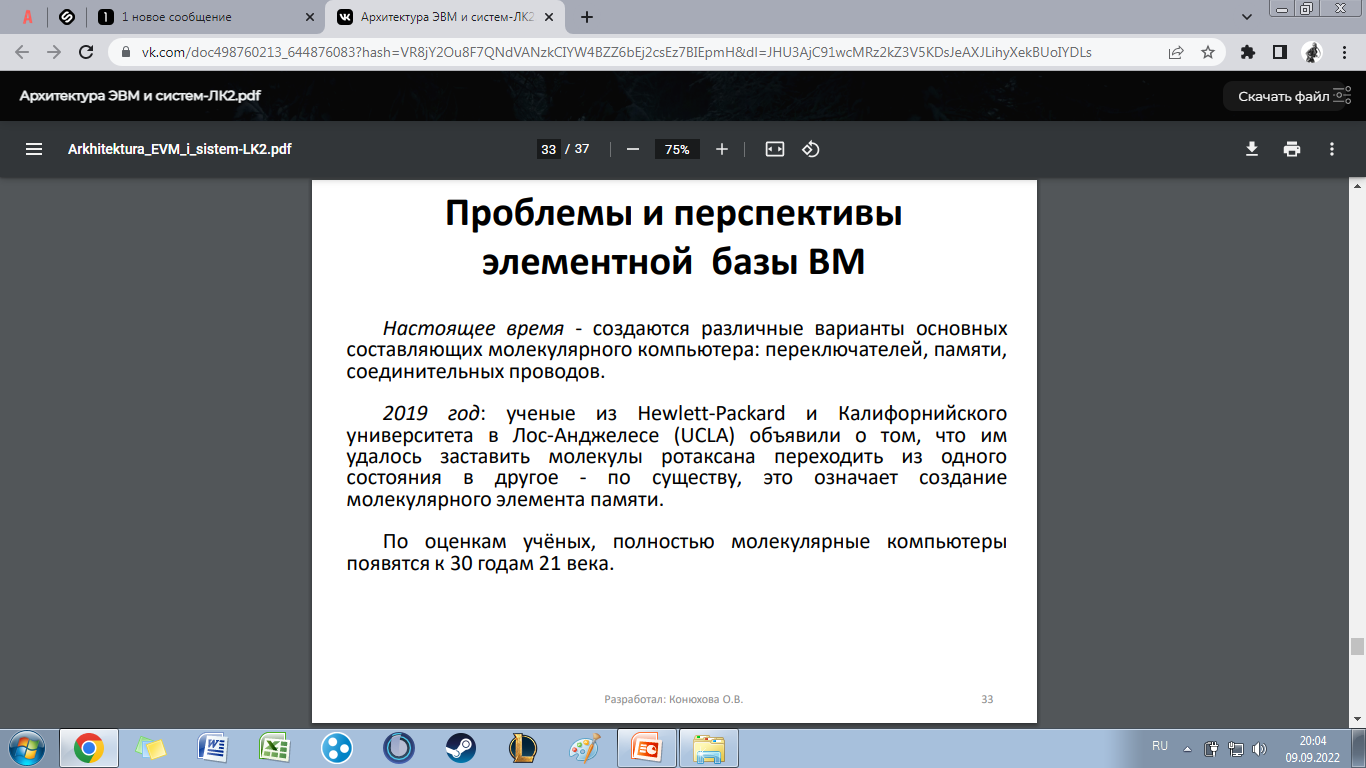 1 новое сообщение
Архитектура ЭВМ и систем-ЛК2
vk.com/doc498760213_644876083?hash=VR8jY2Ou8F7QNdVANzkCIYW4BZZ6bEj2csEz7BIEpmH&dl=JHU3AjC91wcMRz2kZ3V5KDsJeAXJLihyXekBUoIYDLs
Архитектура ЭВМ и систем-ЛК2.pdf
Скачать файл
Arkhitektura_EVM_i_sistem-LK2.pdf
33 / 37
75%
Проблемы и перспективы
элементной базы ВМ
Настоящее время - создаются различные варианты основных
составляющих молекулярного компьютера: переключателей, памяти,
соединительных проводов.
2019 год: ученые из Hewlett-Packard и Калифорнийского
университета в Лос-Анджелесе (UCLA) объявили о том, что им
удалось заставить молекулы ротаксана переходить из одного
состояния в другое - по существу, это означает создание
молекулярного элемента памяти.
По оценкам учёных, полностью молекулярные компьютеры
появятся к 30 годам 21 века.
Разработал: Конюхова О.В.
33
RU
20:04
09.09.2022